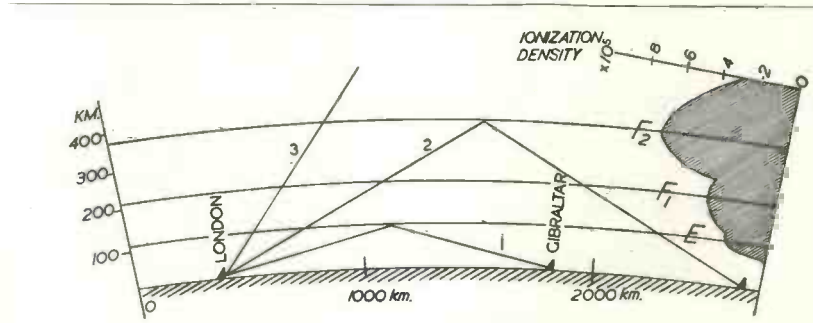 IONIZATION
DENSITY
x/10⁵
8
6
4
2
0
KM.
400
300
200
100
F₂
F₁
E
3
2
1
LONDON
GIBRALTAR
0
1000 km.
2000 km.